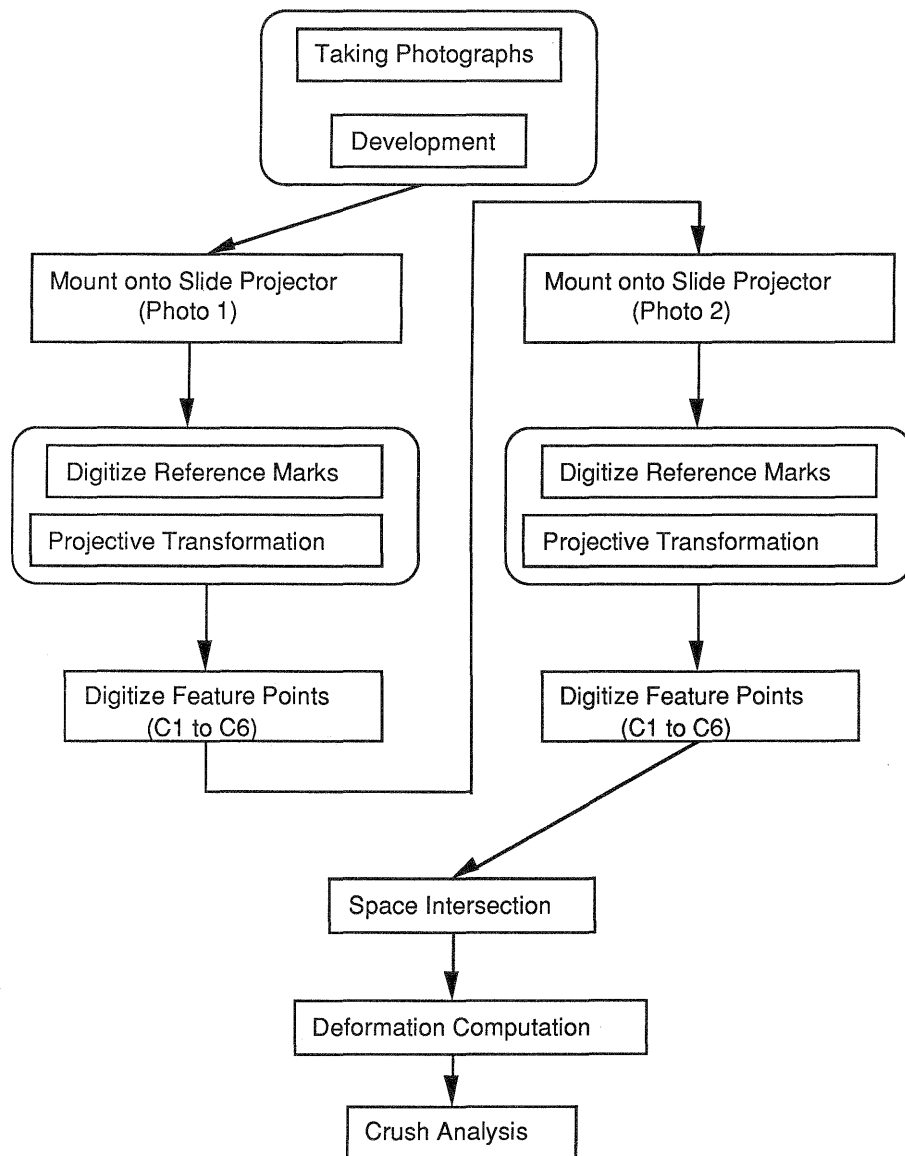 Taking Photographs
Development
Mount onto Slide Projector
(Photo 1)
Digitize Reference Marks
Projective Transformation
Digitize Feature Points
(C1 to C6)
Mount onto Slide Projector
(Photo 2)
Digitize Reference Marks
Projective Transformation
Digitize Feature Points
(C1 to C6)
Space Intersection
Deformation Computation
Crush Analysis